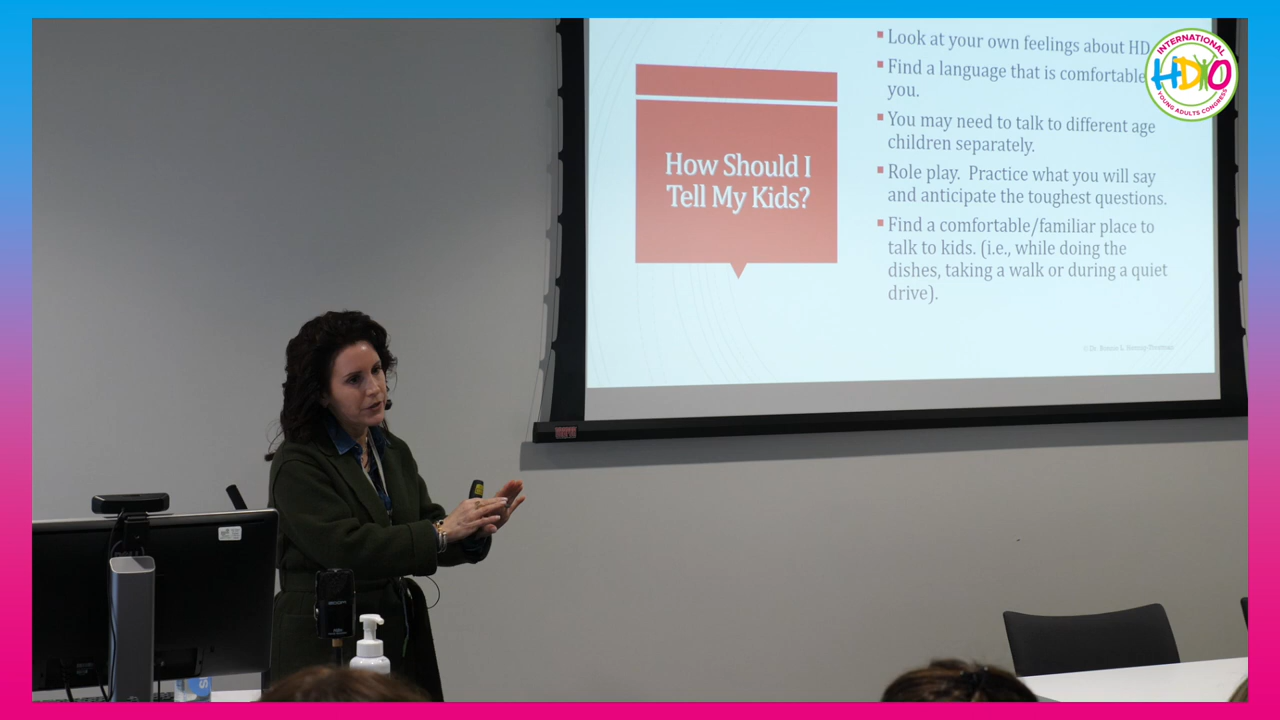 Look at your own feelings about HD
Find a language that is comfortable
you.
You may need to talk to different age
children separately.
Role play. Practice what you will say
and anticipate the toughest questions.
Find a comfortable/familiar place to
talk to kids. (i.e., while doing the
dishes, taking a walk or during a quiet
drive).
How Should I
Tell My Kids?
INTERNATIONAL
HDYO
YOUNG ADULTS CONGRESS